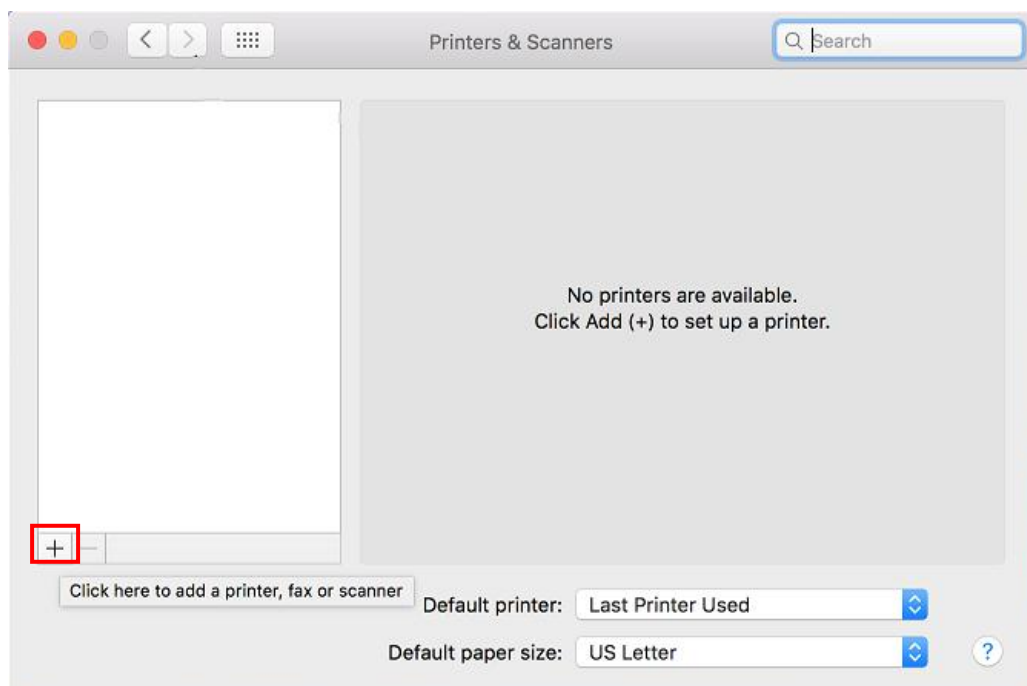 Printers & Scanners
Search
No printers are available.
Click Add (+) to set up a printer.
+ −
Click here to add a printer, fax or scanner
Default printer: Last Printer Used
Default paper size: US Letter
?